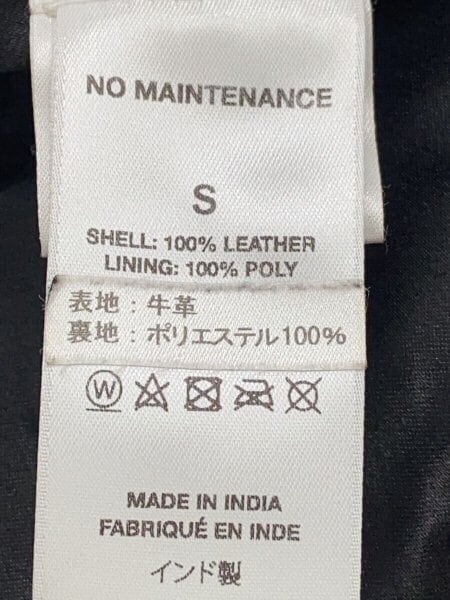 NO MAINTENANCE
S
SHELL: 100% LEATHER
LINING: 100% POLY
表地：牛革
裏地：ポリエステル100%
W
MADE IN INDIA
FABRIQUÉ EN INDE
インド製